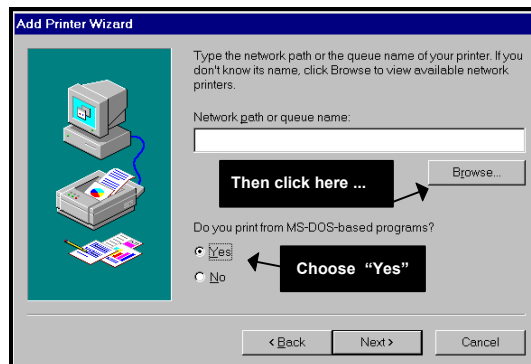 Add Printer Wizard
Type the network path or the queue name of your printer. If you
don't know its name, click Browse to view available network
printers.
Network path or queue name:
Then click here ...
Browse...
Do you print from MS-DOS-based programs?
Yes
Choose “Yes”
No
< Back
Next >
Cancel